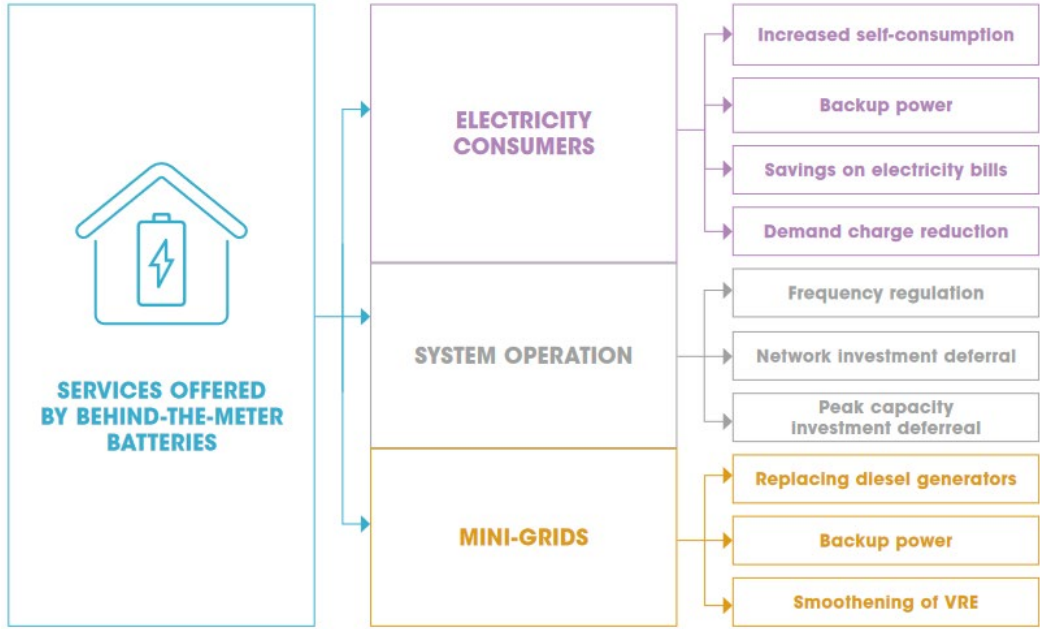 SERVICES OFFERED
BY BEHIND-THE-METER
BATTERIES
ELECTRICITY
CONSUMERS
Increased self-consumption
Backup power
Savings on electricity bills
Demand charge reduction
SYSTEM OPERATION
Frequency regulation
Network investment deferral
Peak capacity
investment deferreal
MINI-GRIDS
Replacing diesel generators
Backup power
Smoothening of VRE